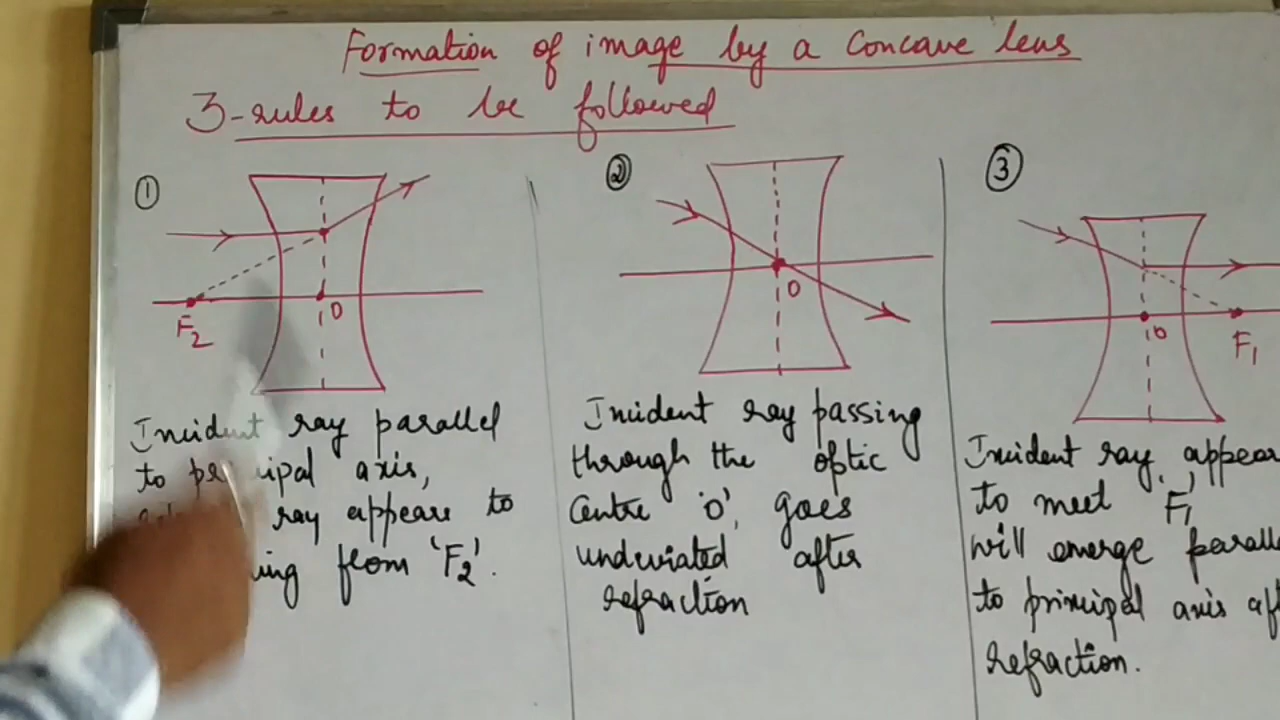 Formation of image by a Concave lens
3-rules to be followed
①
F₂
O
Incident ray parallel
to principal axis,
ray appears to
from 'F₂'.
②
O
Incident ray passing
through the optic
Centre 'O', goes
undeviated after
refraction
③
O
F₁
Incident ray, appear
to meet 'F₁'
will emerge parall
to principal axis af
refraction.